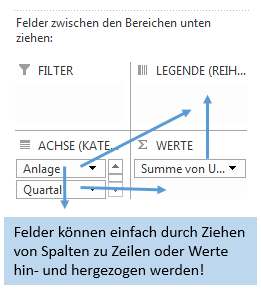 Felder zwischen den Bereichen unten
ziehen:
FILTER
LEGENDE (REIH...
ACHSE (KATE...
Σ WERTE
Anlage
Summe von U...
Quartal
Felder können einfach durch Ziehen
von Spalten zu Zeilen oder Werte
hin- und hergezogen werden!